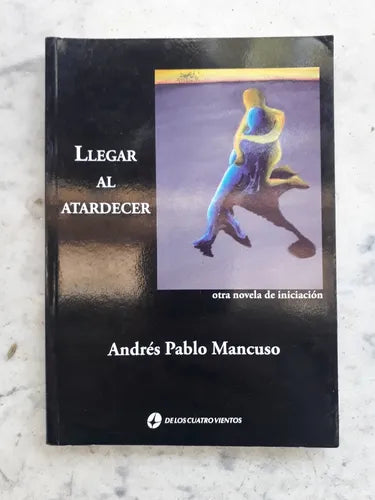 LLEGAR
AL
ATARDECER
otra novela de iniciación
Andrés Pablo Mancuso
DE LOS CUATRO VIENTOS